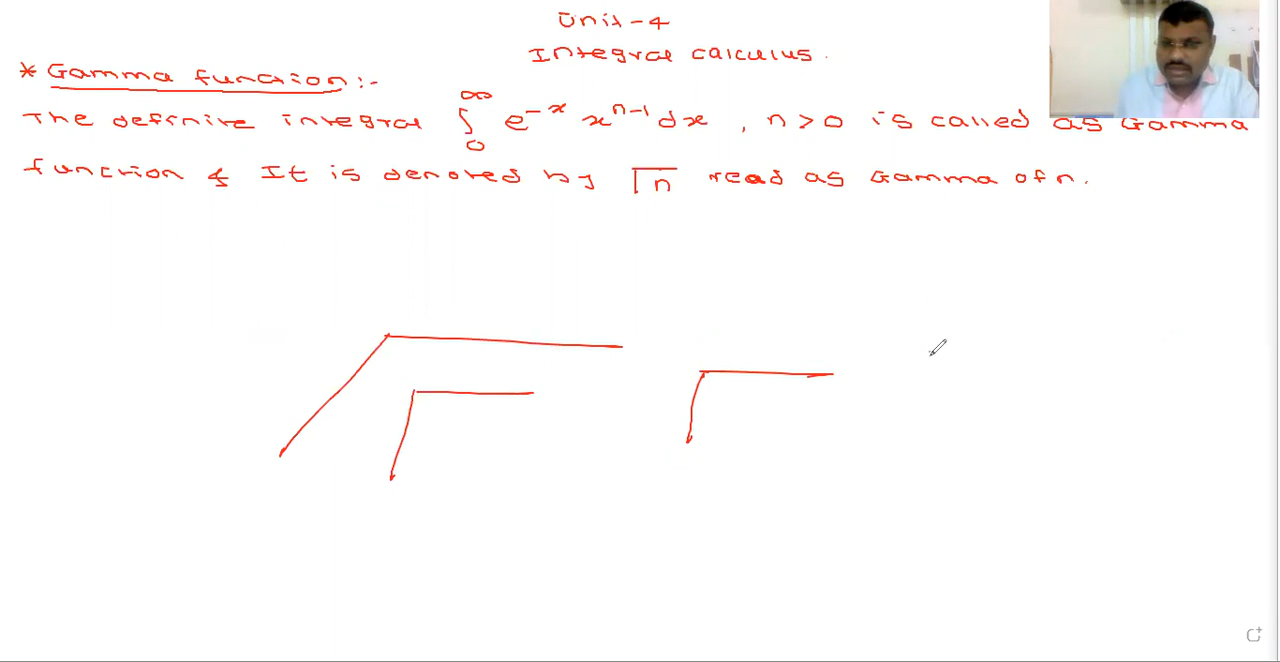 Unit-4
Integral calculus.
* Gamma function:-
The definite integral ∫₀^∞ e^{-x} x^{n-1} dx, n>0 is called as Gamma
function & It is denoted by Γn read as Gamma of n.